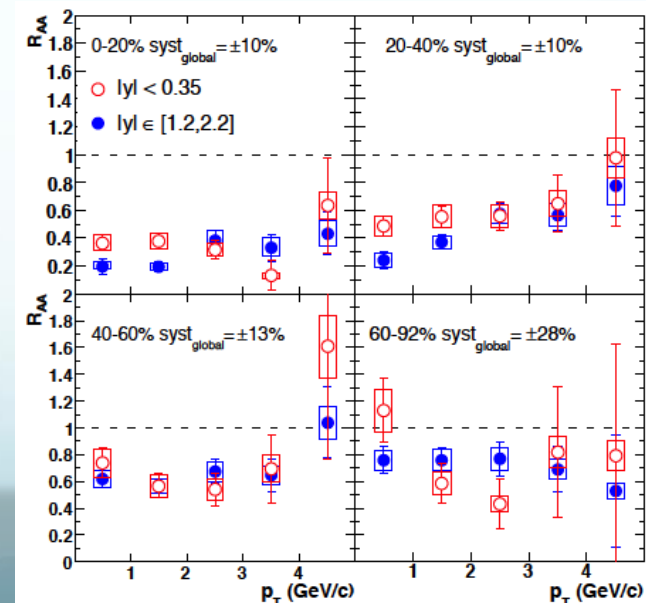 R_AA
2
1.8
1.6
1.4
1.2
1
0.8
0.6
0.4
0.2
0-20% syst_global = ±10%
|y| < 0.35
|y| ∈ [1.2,2.2]
20-40% syst_global = ±10%
R_AA
2
1.8
1.6
1.4
1.2
1
0.8
0.6
0.4
0.2
0
40-60% syst_global = ±13%
60-92% syst_global = ±28%
1 2 3 4 1 2 3 4
p_T (GeV/c) p_T (GeV/c)